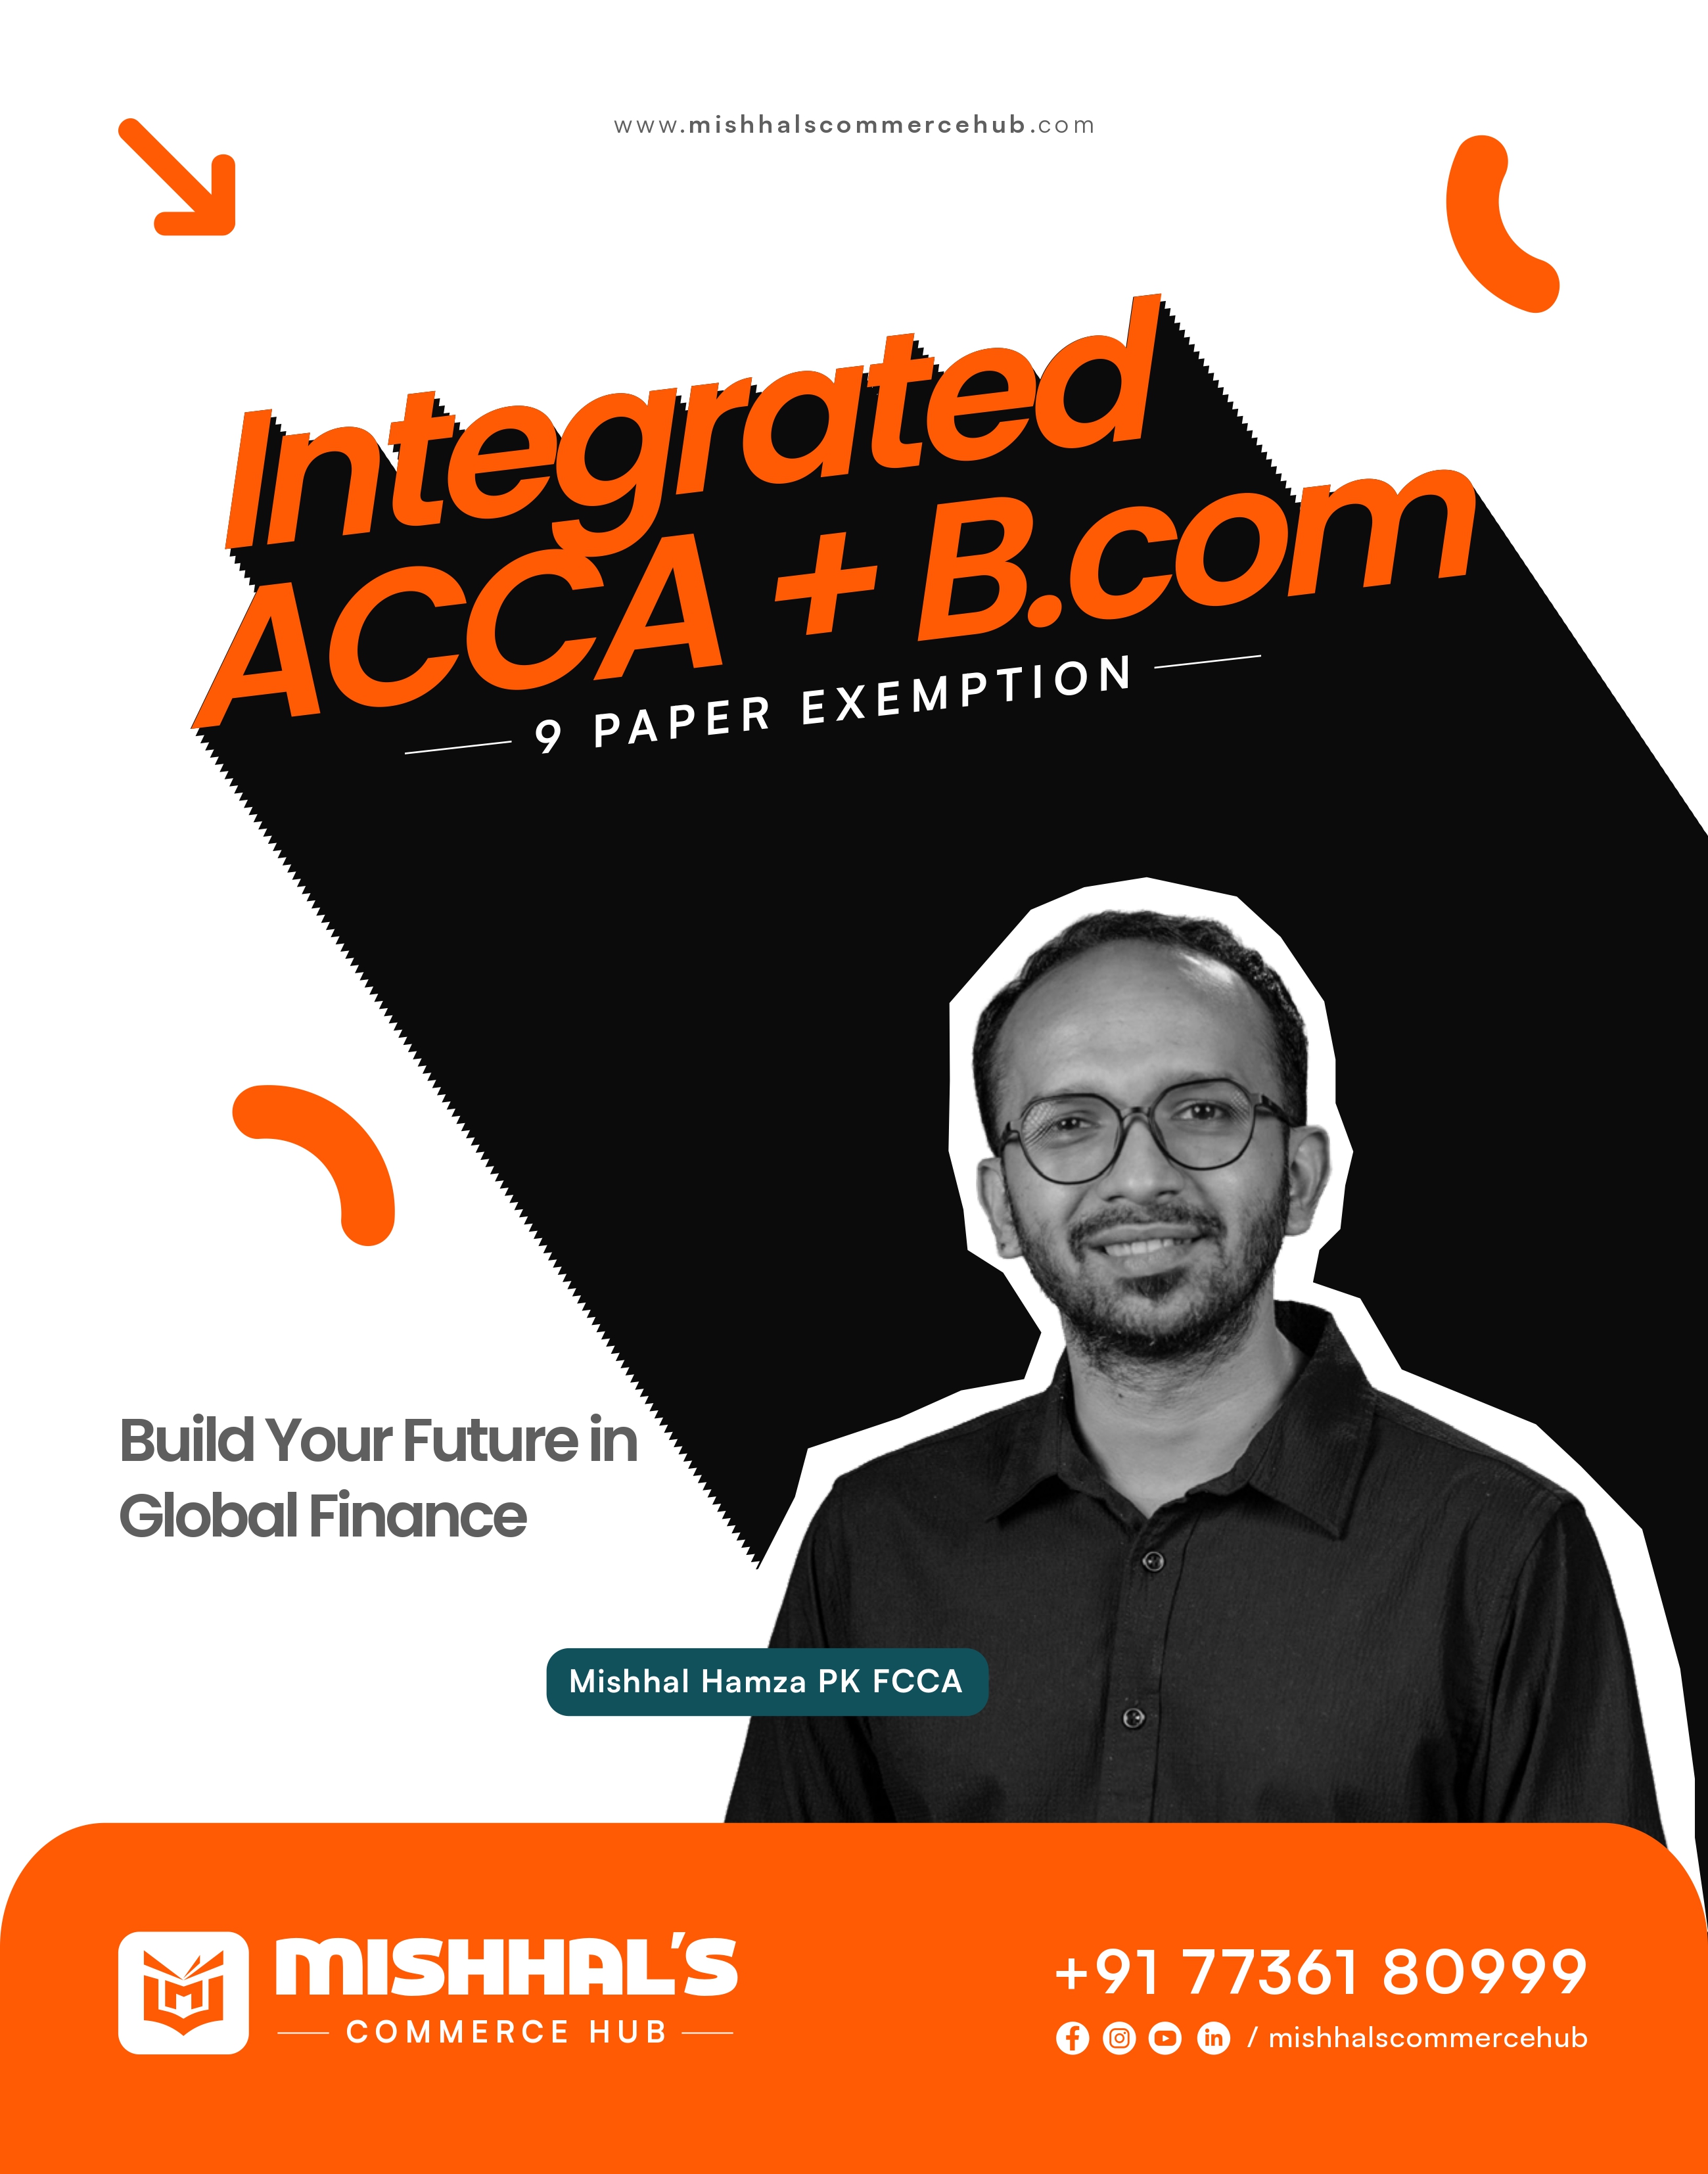 www.mishhalscommercehub.com
Integrated
ACCA + B.com
9 PAPER EXEMPTION
Build Your Future in
Global Finance
Mishhal Hamza PK FCCA
MISHHAL'S
COMMERCE HUB
+91 77361 80999
/ mishhalscommercehub